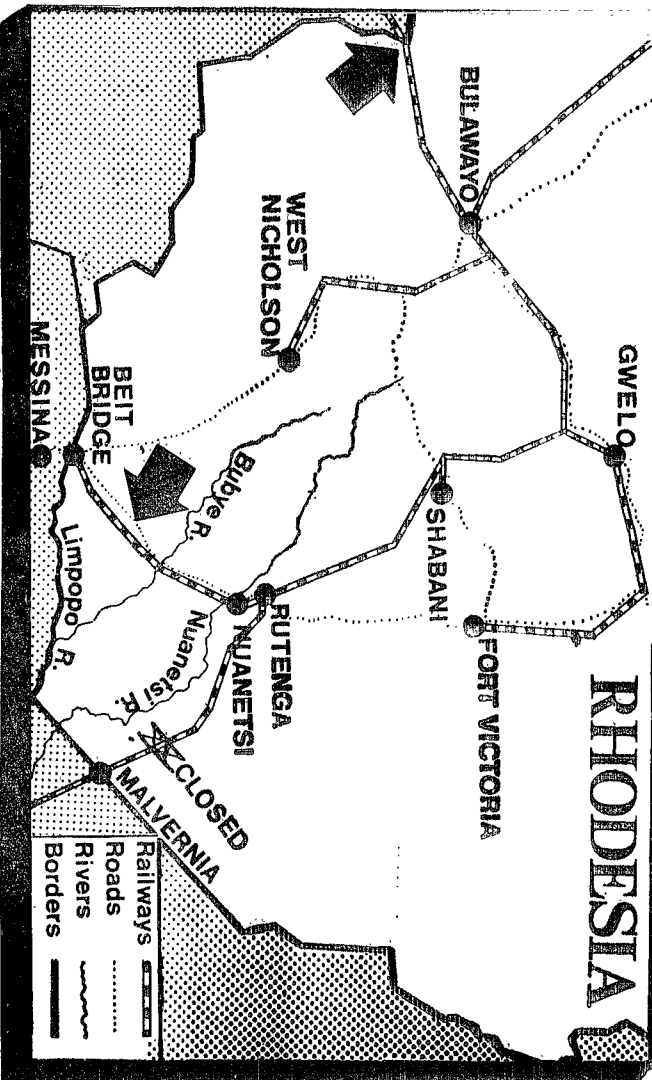 RHODESIA
GWELO
BULAWAYO
SHABANI
FORT VICTORIA
WEST
NICHOLSON
RUTENGA
NUANETSI
Bubye R.
Nuanetsi R.
CLOSED
BEIT
BRIDGE
MALVERNIA
Limpopo R.
MESSINA
Railways
Roads
Rivers
Borders